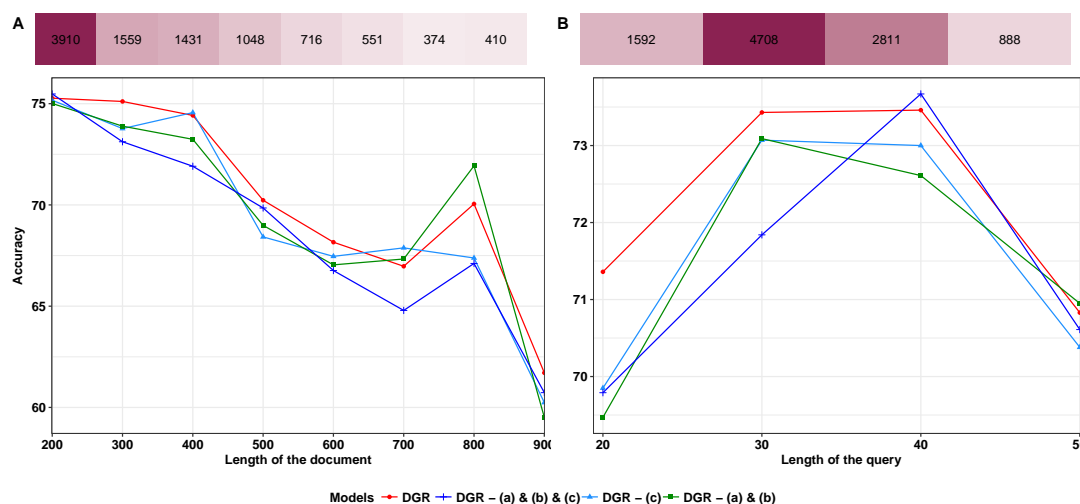 A
3910 1559 1431 1048 716 551 374 410
75
70
65
60
Accuracy
200 300 400 500 600 700 800 900
Length of the document
B
1592 4708 2811 888
73
72
71
70
20 30 40 5
Length of the query
Models DGR DGR – (a) & (b) & (c) DGR – (c) DGR – (a) & (b)